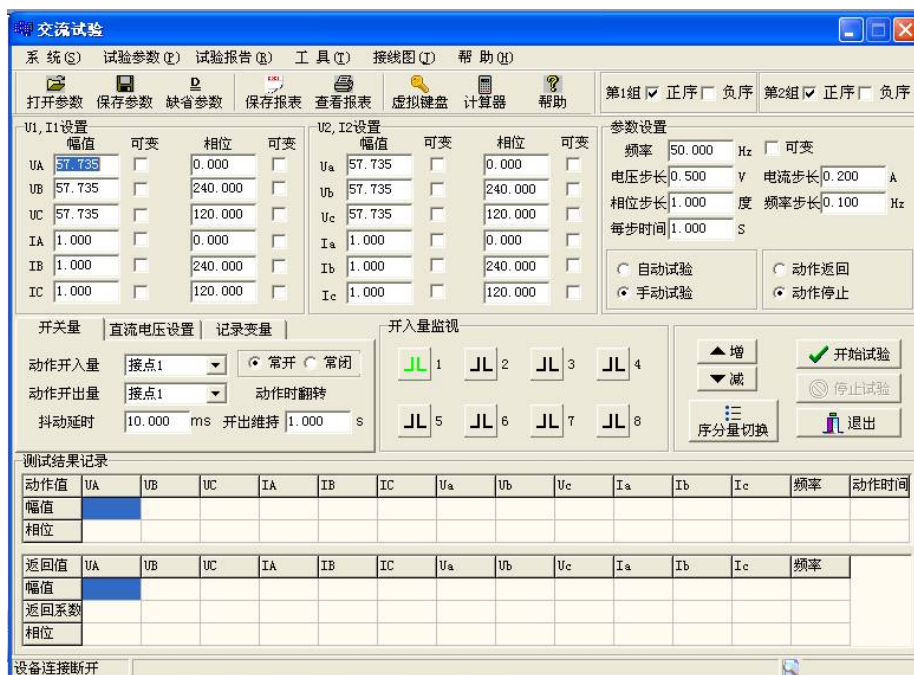 交流试验
系 统(S) 试验参数(P) 试验报告(R) 工 具(T) 接线图(J) 帮 助(H)
打开参数 保存参数 缺省参数 保存报表 查看报表 虚拟键盘 计算器 帮助 第1组 正序 负序 第2组 正序 负序
U1, I1设置 U2, I2设置 参数设置
幅值 可变 相位 可变 幅值 可变 相位 可变 频率 50.000 Hz 可变
UA 57.735 0.000 Ua 57.735 0.000 电压步长 0.500 V 电流步长 0.200 A
UB 57.735 240.000 Ub 57.735 240.000 相位步长 1.000 度 频率步长 0.100 Hz
UC 57.735 120.000 Uc 57.735 120.000 每步时间 1.000 S
IA 1.000 0.000 Ia 1.000 0.000
IB 1.000 240.000 Ib 1.000 240.000 自动试验 动作返回
IC 1.000 120.000 Ic 1.000 120.000 手动试验 动作停止
开关量 直流电压设置 记录变量 开入量监视
动作开入量 接点1 常开 常闭 1 2 3 4 增 开始试验
动作开出量 接点1 动作时翻转 减 停止试验
抖动延时 10.000 ms 开出维持 1.000 s 5 6 7 8 序分量切换 退出
测试结果记录
动作值 UA UB UC IA IB IC Ua Ub Uc Ia Ib Ic 频率 动作时间
幅值
相位
返回值 UA UB UC IA IB IC Ua Ub Uc Ia Ib Ic 频率
幅值
返回系数
相位
设备连接断开